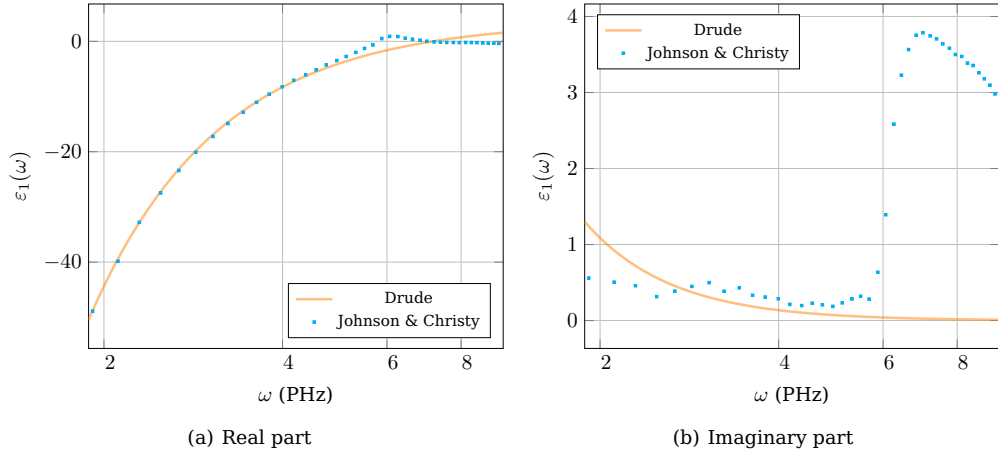 0
−20
−40
ε₁(ω)
Drude
Johnson & Christy
2
4
6
8
ω (PHz)
(a) Real part
4
3
2
1
0
ε₁(ω)
Drude
Johnson & Christy
2
4
6
8
ω (PHz)
(b) Imaginary part